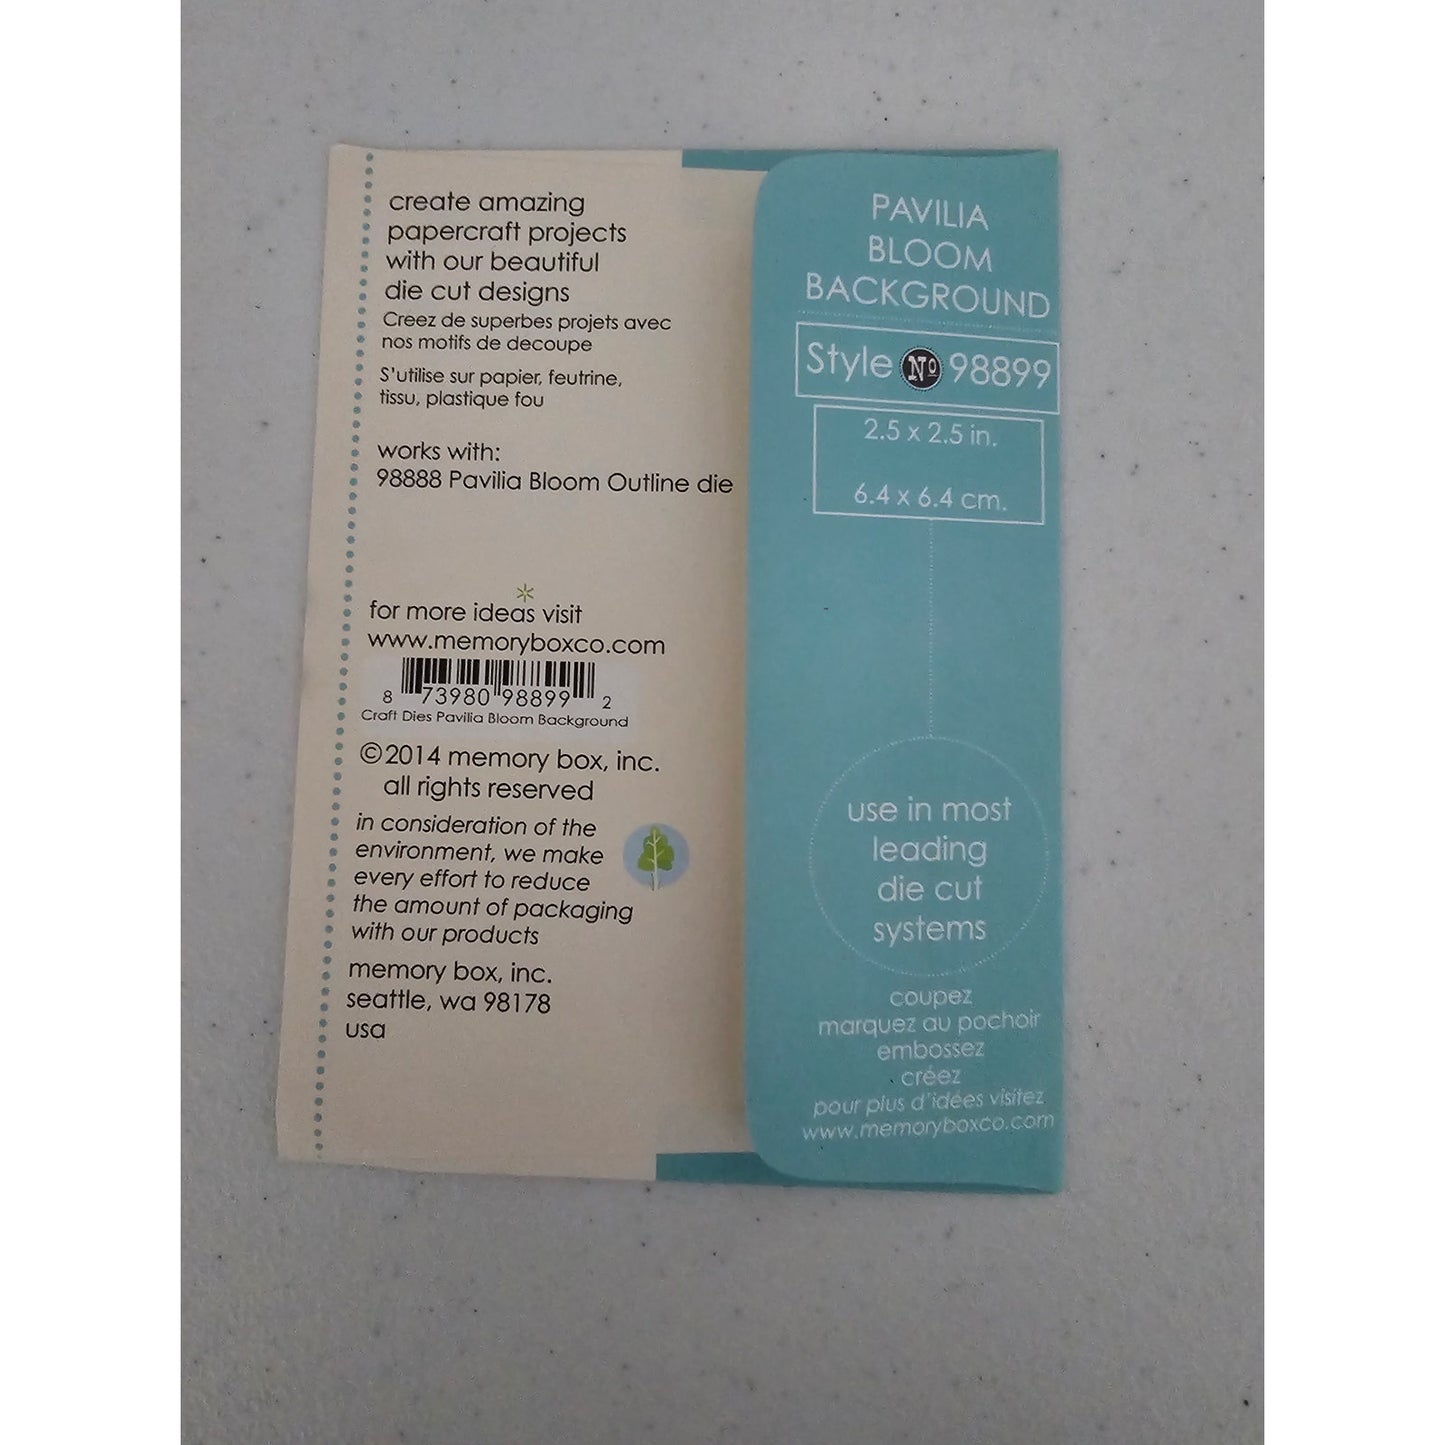 create amazing
papercraft projects
with our beautiful
die cut designs
Creez de superbes projets avec
nos motifs de decoupe
S'utilise sur papier, feutrine,
tissu, plastique fou
works with:
98888 Pavilia Bloom Outline die
for more ideas visit
www.memoryboxco.com
8 73980 98899 2
Craft Dies Pavilia Bloom Background
©2014 memory box, inc.
all rights reserved
in consideration of the
environment, we make
every effort to reduce
the amount of packaging
with our products
memory box, inc.
seattle, wa 98178
usa
PAVILIA
BLOOM
BACKGROUND
Style No 98899
2.5 x 2.5 in.
6.4 x 6.4 cm.
use in most
leading
die cut
systems
coupez
marquez au pochoir
embossez
créez
pour plus d'idées visitez
www.memoryboxco.com